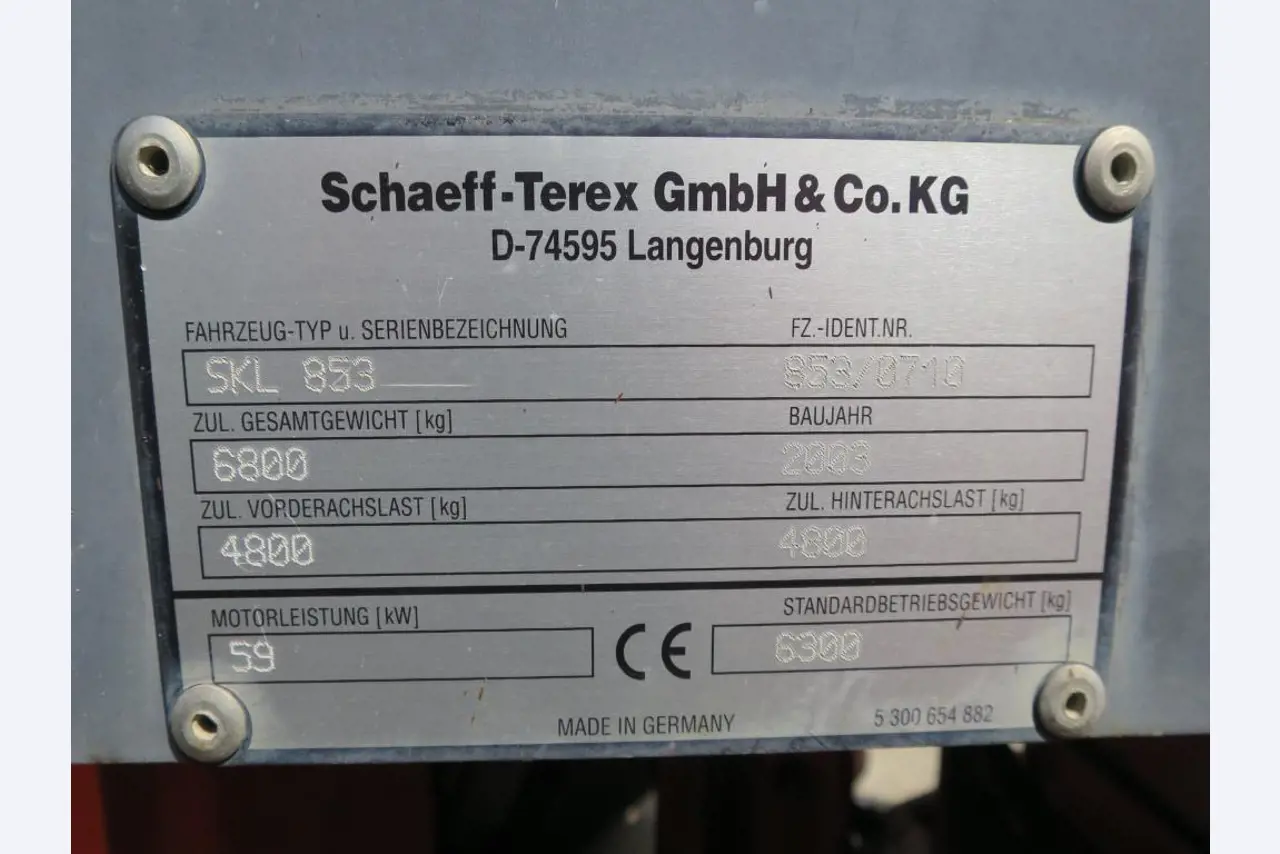 Schaeff-Terex GmbH & Co. KG
D-74595 Langenburg
FAHRZEUG-TYP u. SERIENBEZEICHNUNG FZ.-IDENT.NR.
SKL 853 853/0710
ZUL. GESAMTGEWICHT [kg] BAUJAHR
6800 2003
ZUL. VORDERACHSLAST [kg] ZUL. HINTERACHSLAST [kg]
4800 4800
MOTORLEISTUNG [kW] STANDARDBETRIEBSGEWICHT [kg]
59 CE 6300
MADE IN GERMANY 5 300 654 882